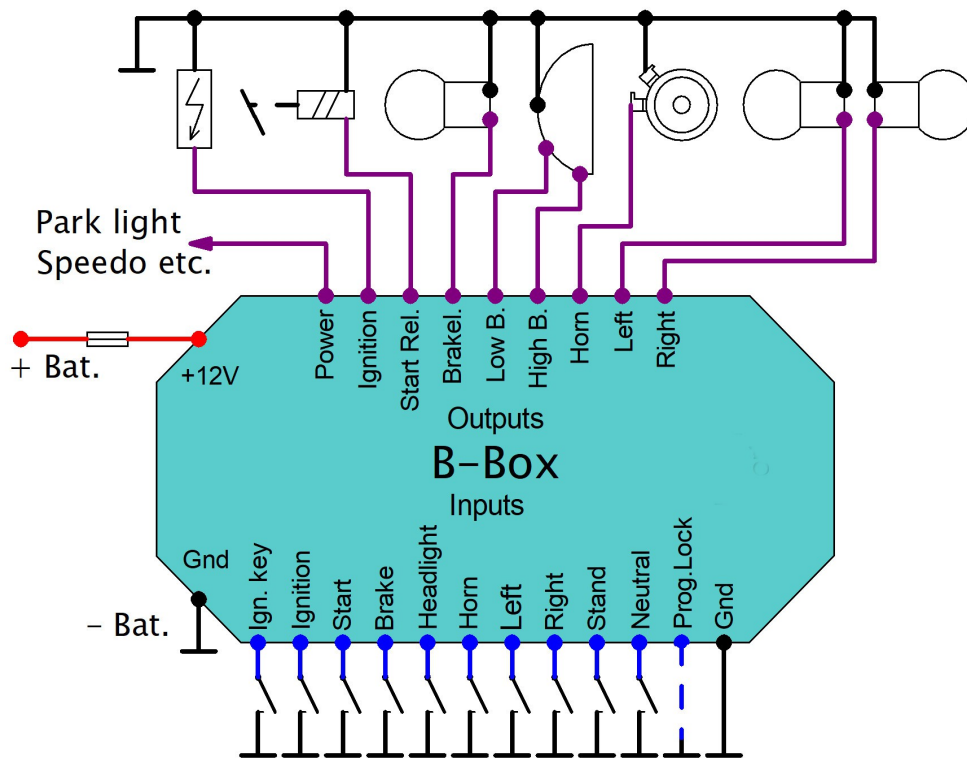 Park light
Speedo etc.
+ Bat.
+12V
Power
Ignition
Start Rel.
Brakel.
Low B.
High B.
Horn
Left
Right
Outputs
B-Box
Inputs
Gnd
- Bat.
Ign. key
Ignition
Start
Brake
Headlight
Horn
Left
Right
Stand
Neutral
Prog.Lock
Gnd